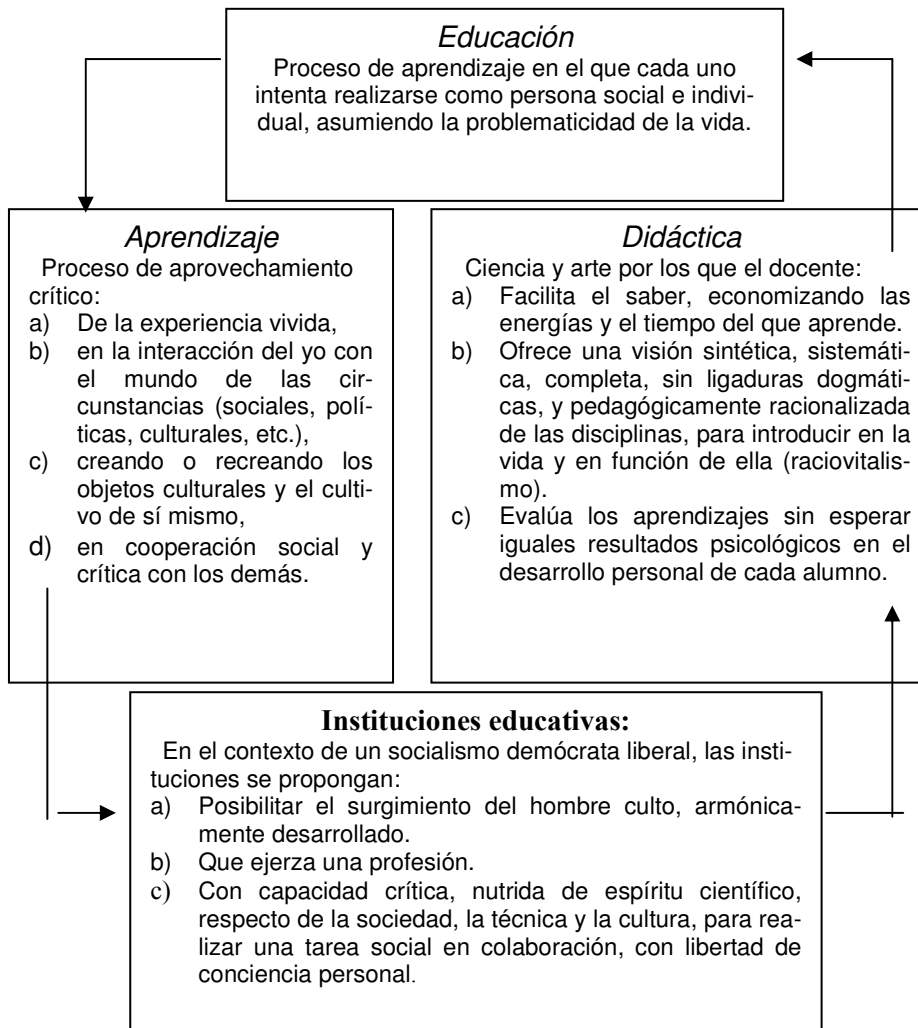 Educación
Proceso de aprendizaje en el que cada uno
intenta realizarse como persona social e indivi-
dual, asumiendo la problematicidad de la vida.
Aprendizaje
Proceso de aprovechamiento
crítico:
a) De la experiencia vivida,
b) en la interacción del yo con
el mundo de las cir-
cunstancias (sociales, polí-
ticas, culturales, etc.),
c) creando o recreando los
objetos culturales y el culti-
vo de sí mismo,
d) en cooperación social y
crítica con los demás.
Didáctica
Ciencia y arte por los que el docente:
a) Facilita el saber, economizando las
energías y el tiempo del que aprende.
b) Ofrece una visión sintética, sistemáti-
ca, completa, sin ligaduras dogmáti-
cas, y pedagógicamente racionalizada
de las disciplinas, para introducir en la
vida y en función de ella (raciovitalis-
mo).
c) Evalúa los aprendizajes sin esperar
iguales resultados psicológicos en el
desarrollo personal de cada alumno.
Instituciones educativas:
En el contexto de un socialismo demócrata liberal, las insti-
tuciones se propongan:
a) Posibilitar el surgimiento del hombre culto, armónica-
mente desarrollado.
b) Que ejerza una profesión.
c) Con capacidad crítica, nutrida de espíritu científico,
respecto de la sociedad, la técnica y la cultura, para rea-
lizar una tarea social en colaboración, con libertad de
conciencia personal.